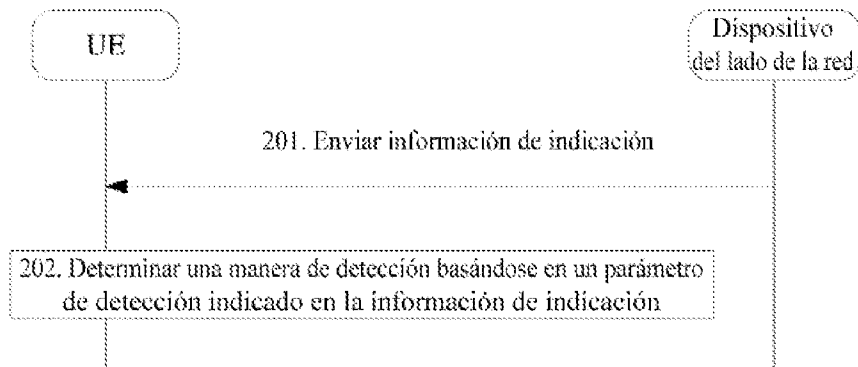 UE
Dispositivo
del lado de la red
201. Enviar información de indicación
202. Determinar una manera de detección basándose en un parámetro
de detección indicado en la información de indicación